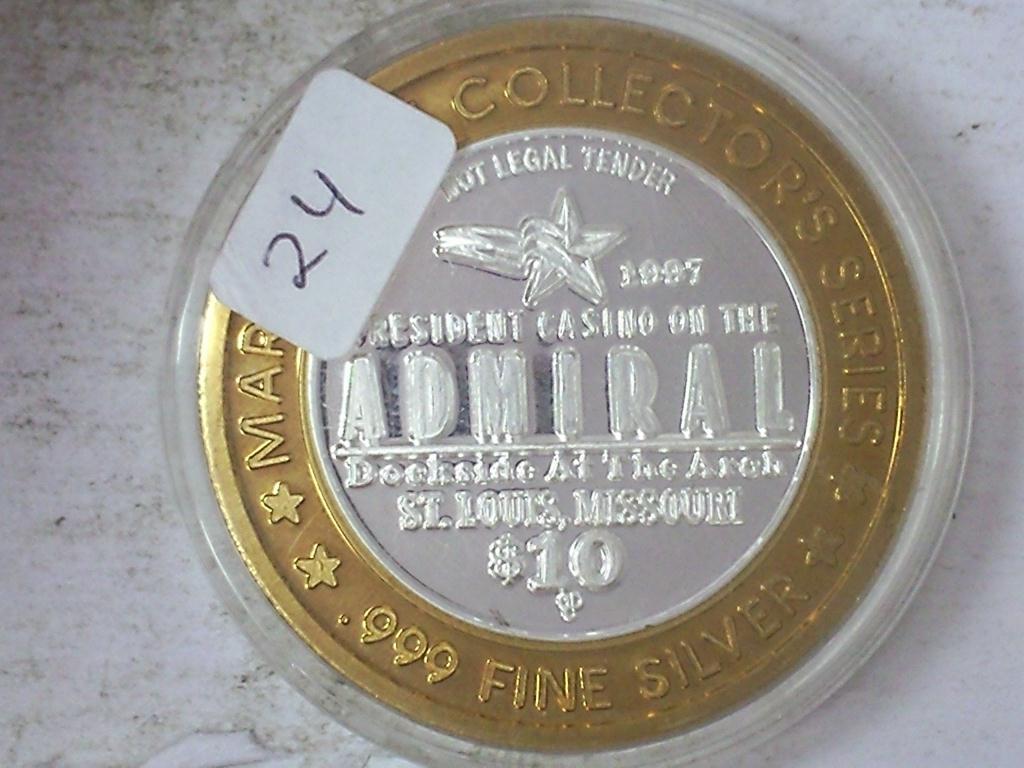 24
MAR COLLECTOR'S SERIES
NOT LEGAL TENDER
1997
PRESIDENT CASINO ON THE
ADMIRAL
Dockside At The Arch
ST. LOUIS, MISSOURI
$10
.999 FINE SILVER